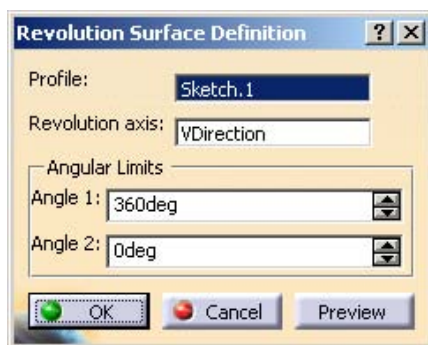 Revolution Surface Definition ? X
Profile: Sketch.1
Revolution axis: VDirection
Angular Limits
Angle 1: 360deg
Angle 2: 0deg
OK Cancel Preview